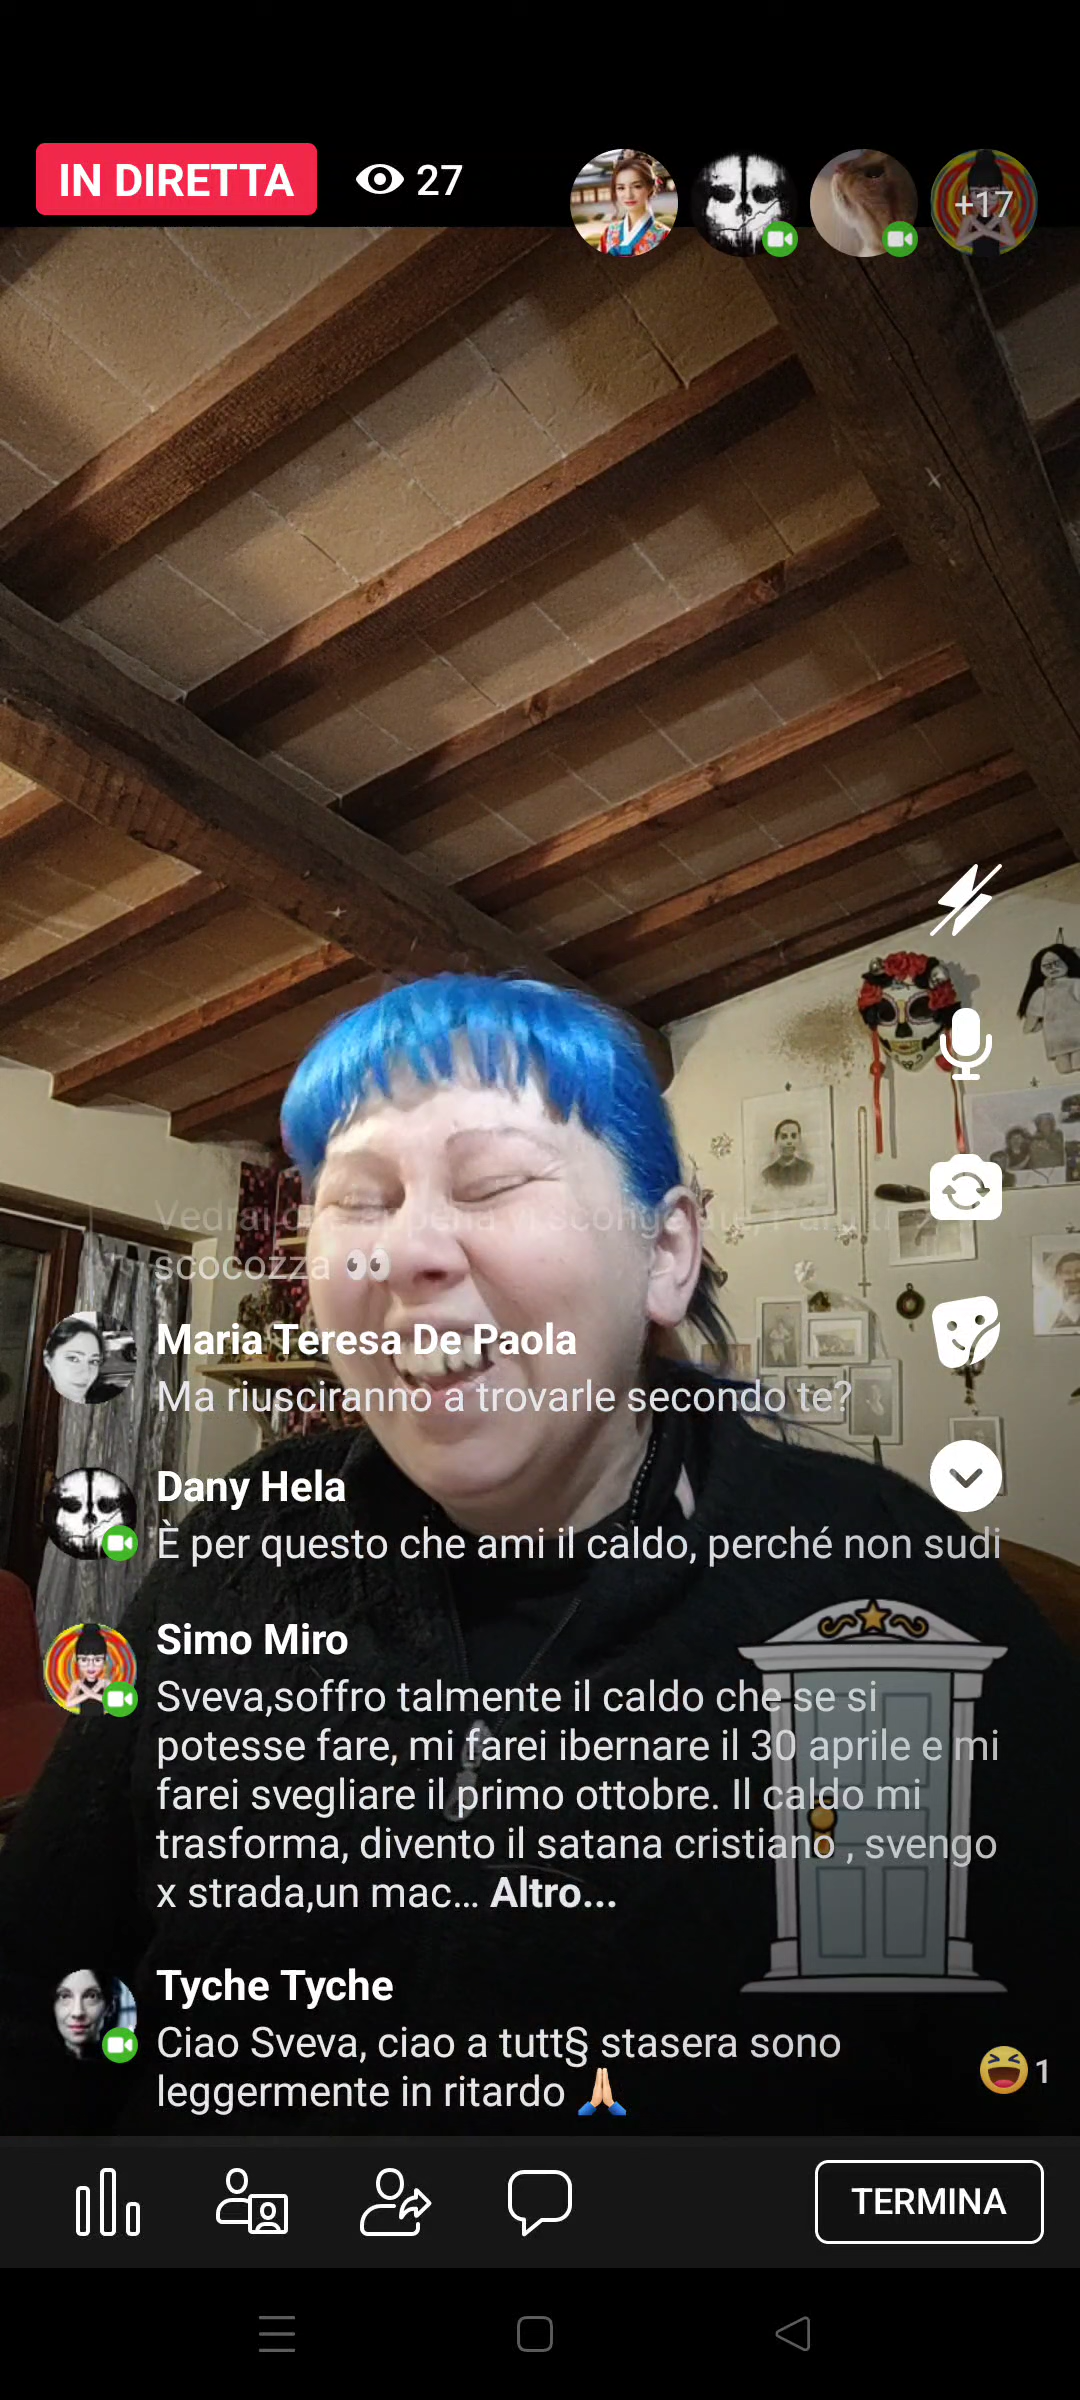 IN DIRETTA
27
+17
scocozza 👀
Maria Teresa De Paola
Ma riusciranno a trovarle secondo te?
Dany Hela
È per questo che ami il caldo, perché non sudi
Simo Miro
Sveva,soffro talmente il caldo che se si
potesse fare, mi farei ibernare il 30 aprile e mi
farei svegliare il primo ottobre. Il caldo mi
trasforma, divento il satana cristiano , svengo
x strada,un mac... Altro...
Tyche Tyche
Ciao Sveva, ciao a tutt§ stasera sono
leggermente in ritardo 🙏🏻
1
TERMINA